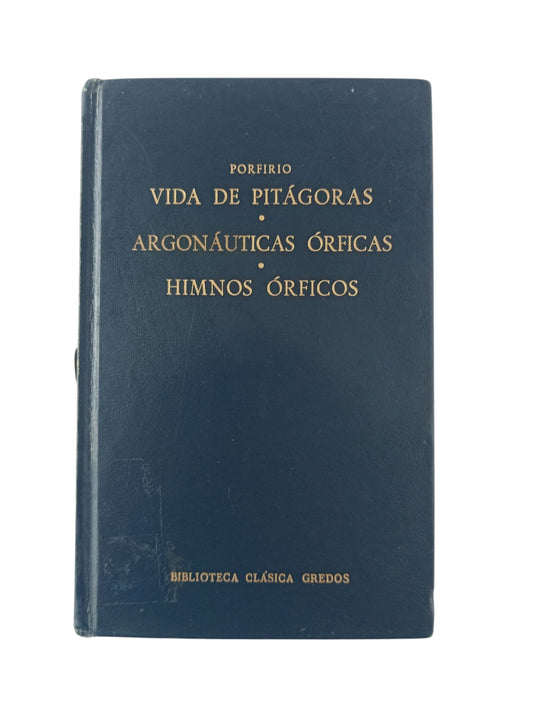 PORFIRIO
VIDA DE PITÁGORAS
•
ARGONÁUTICAS ÓRFICAS
•
HIMNOS ÓRFICOS
BIBLIOTECA CLÁSICA GREDOS